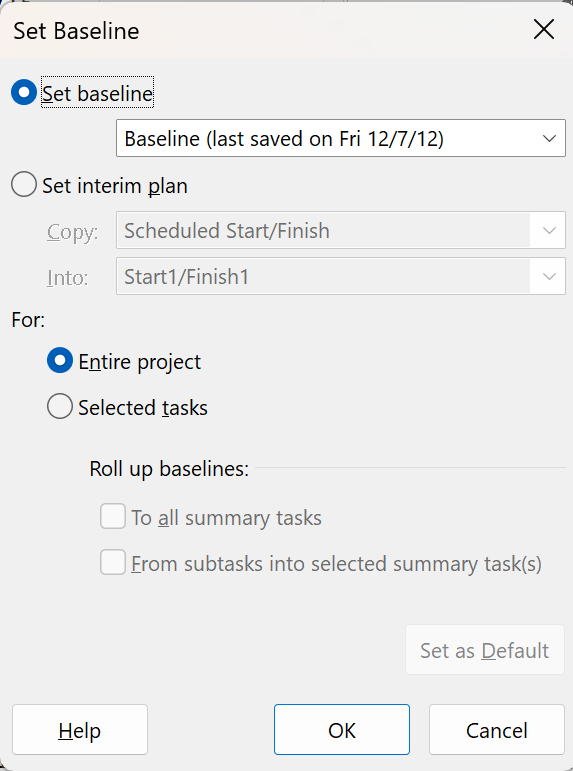 Set Baseline
Set baseline
Baseline (last saved on Fri 12/7/12)
Set interim plan
Copy: Scheduled Start/Finish
Into: Start1/Finish1
For:
Entire project
Selected tasks
Roll up baselines:
To all summary tasks
From subtasks into selected summary task(s)
Set as Default
Help OK Cancel